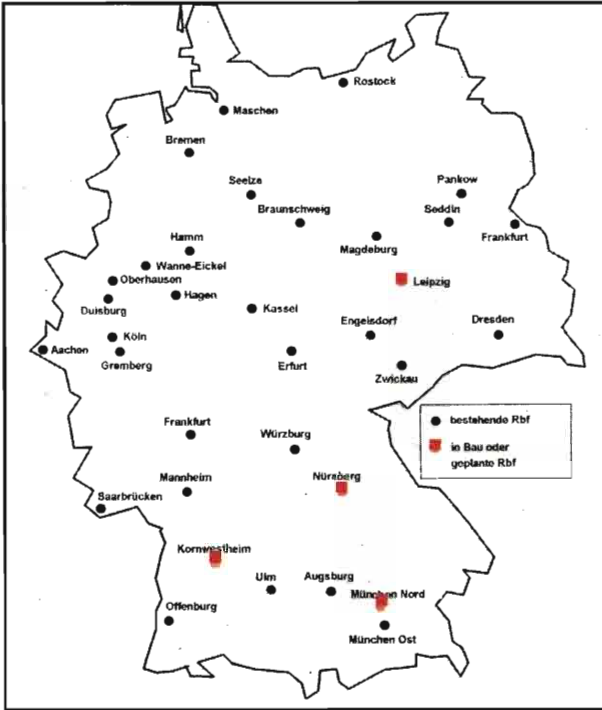 Rostock
Maschen
Bremen
Seelze
Pankow
Braunschweig
Seddin
Hamm
Magdeburg
Frankfurt
Wanne-Eickel
Oberhausen
Leipzig
Hagen
Duisburg
Kassel
Engelsdorf
Dresden
Köln
Aachen
Gremberg
Erfurt
Zwickau
bestehende Rbf
Frankfurt
Würzburg
in Bau oder
geplante Rbf
Mannheim
Nürnberg
Saarbrücken
Kornwestheim
Ulm
Augsburg
München Nord
Offenburg
München Ost